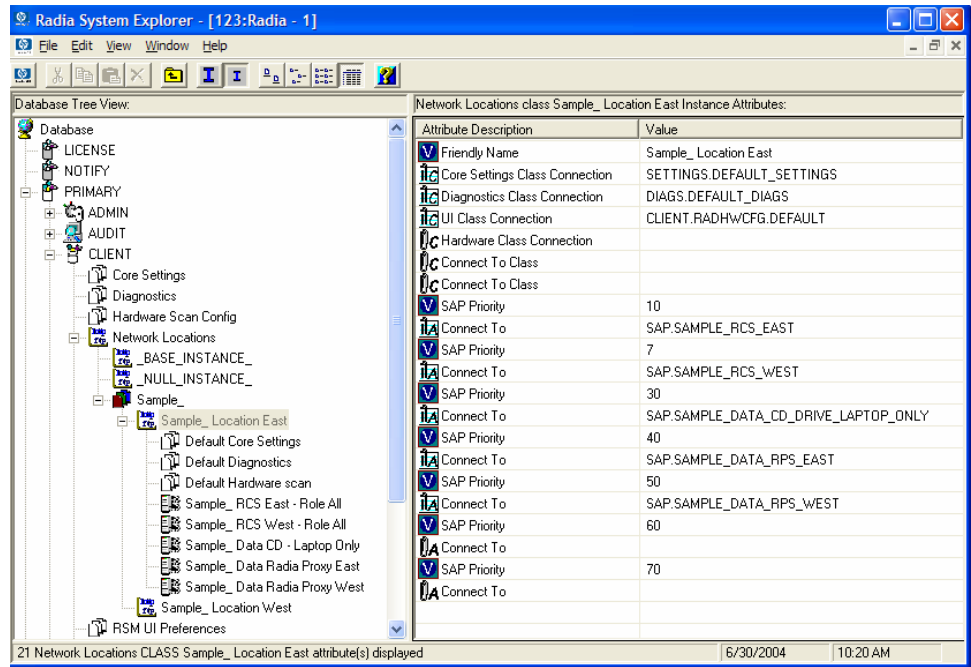 Radia System Explorer - [123:Radia - 1]
File Edit View Window Help
Database Tree View:
Database
LICENSE
NOTIFY
PRIMARY
ADMIN
AUDIT
CLIENT
Core Settings
Diagnostics
Hardware Scan Config
Network Locations
_BASE_INSTANCE_
_NULL_INSTANCE_
Sample_
Sample_ Location East
Default Core Settings
Default Diagnostics
Default Hardware scan
Sample_ RCS East - Role All
Sample_ RCS West - Role All
Sample_ Data CD - Laptop Only
Sample_ Data Radia Proxy East
Sample_ Data Radia Proxy West
Sample_ Location West
RSM UI Preferences
Network Locations class Sample_ Location East Instance Attributes:
Attribute Description Value
Friendly Name Sample_ Location East
Core Settings Class Connection SETTINGS.DEFAULT_SETTINGS
Diagnostics Class Connection DIAGS.DEFAULT_DIAGS
UI Class Connection CLIENT.RADHWCFG.DEFAULT
Hardware Class Connection
Connect To Class
Connect To Class
SAP Priority 10
Connect To SAP.SAMPLE_RCS_EAST
SAP Priority 7
Connect To SAP.SAMPLE_RCS_WEST
SAP Priority 30
Connect To SAP.SAMPLE_DATA_CD_DRIVE_LAPTOP_ONLY
SAP Priority 40
Connect To SAP.SAMPLE_DATA_RPS_EAST
SAP Priority 50
Connect To SAP.SAMPLE_DATA_RPS_WEST
SAP Priority 60
Connect To
SAP Priority 70
Connect To
21 Network Locations CLASS Sample_ Location East attribute(s) displayed 6/30/2004 10:20 AM